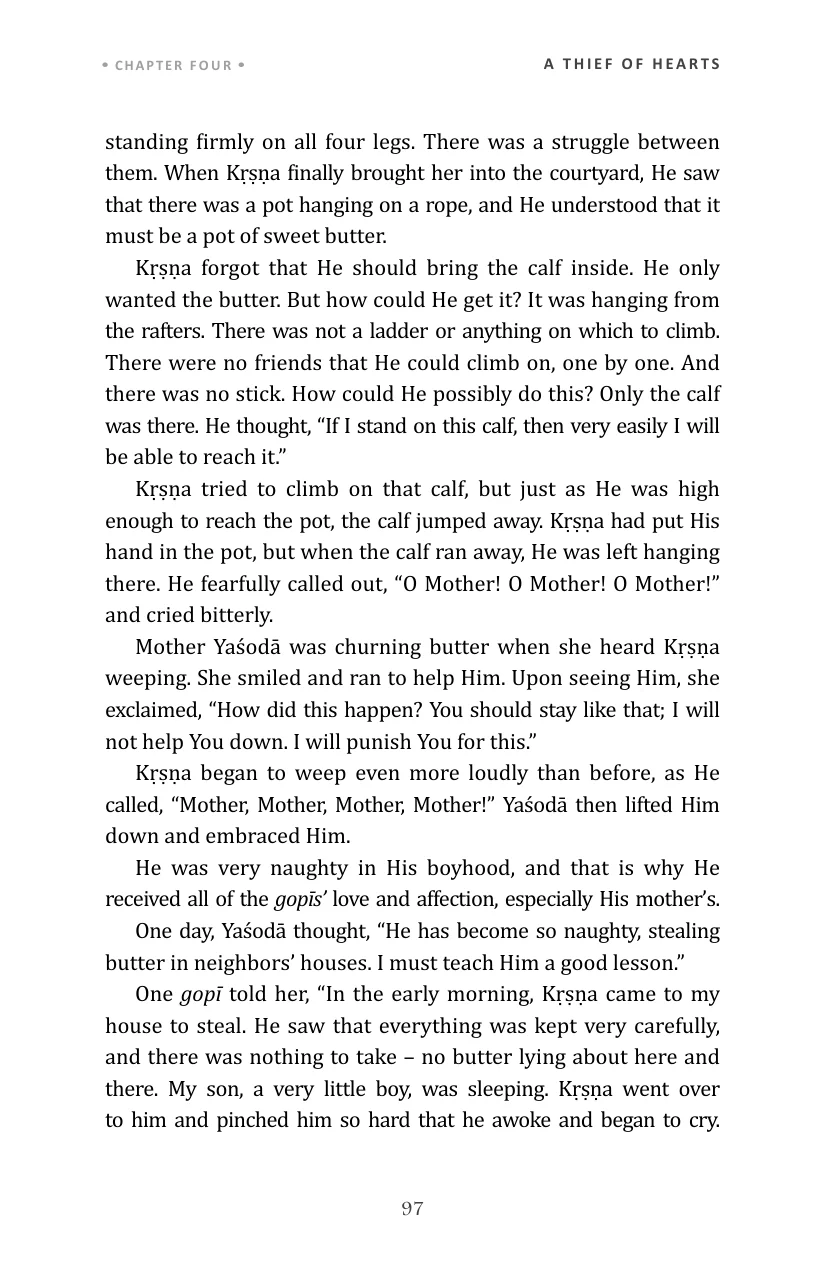 • CHAPTER FOUR •
A THIEF OF HEARTS
standing firmly on all four legs. There was a struggle between
them. When Kṛṣṇa finally brought her into the courtyard, He saw
that there was a pot hanging on a rope, and He understood that it
must be a pot of sweet butter.
Kṛṣṇa forgot that He should bring the calf inside. He only
wanted the butter. But how could He get it? It was hanging from
the rafters. There was not a ladder or anything on which to climb.
There were no friends that He could climb on, one by one. And
there was no stick. How could He possibly do this? Only the calf
was there. He thought, “If I stand on this calf, then very easily I will
be able to reach it.”
Kṛṣṇa tried to climb on that calf, but just as He was high
enough to reach the pot, the calf jumped away. Kṛṣṇa had put His
hand in the pot, but when the calf ran away, He was left hanging
there. He fearfully called out, “O Mother! O Mother! O Mother!”
and cried bitterly.
Mother Yaśodā was churning butter when she heard Kṛṣṇa
weeping. She smiled and ran to help Him. Upon seeing Him, she
exclaimed, “How did this happen? You should stay like that; I will
not help You down. I will punish You for this.”
Kṛṣṇa began to weep even more loudly than before, as He
called, “Mother, Mother, Mother, Mother!” Yaśodā then lifted Him
down and embraced Him.
He was very naughty in His boyhood, and that is why He
received all of the gopīs’ love and affection, especially His mother’s.
One day, Yaśodā thought, “He has become so naughty, stealing
butter in neighbors’ houses. I must teach Him a good lesson.”
One gopī told her, “In the early morning, Kṛṣṇa came to my
house to steal. He saw that everything was kept very carefully,
and there was nothing to take – no butter lying about here and
there. My son, a very little boy, was sleeping. Kṛṣṇa went over
to him and pinched him so hard that he awoke and began to cry.
97